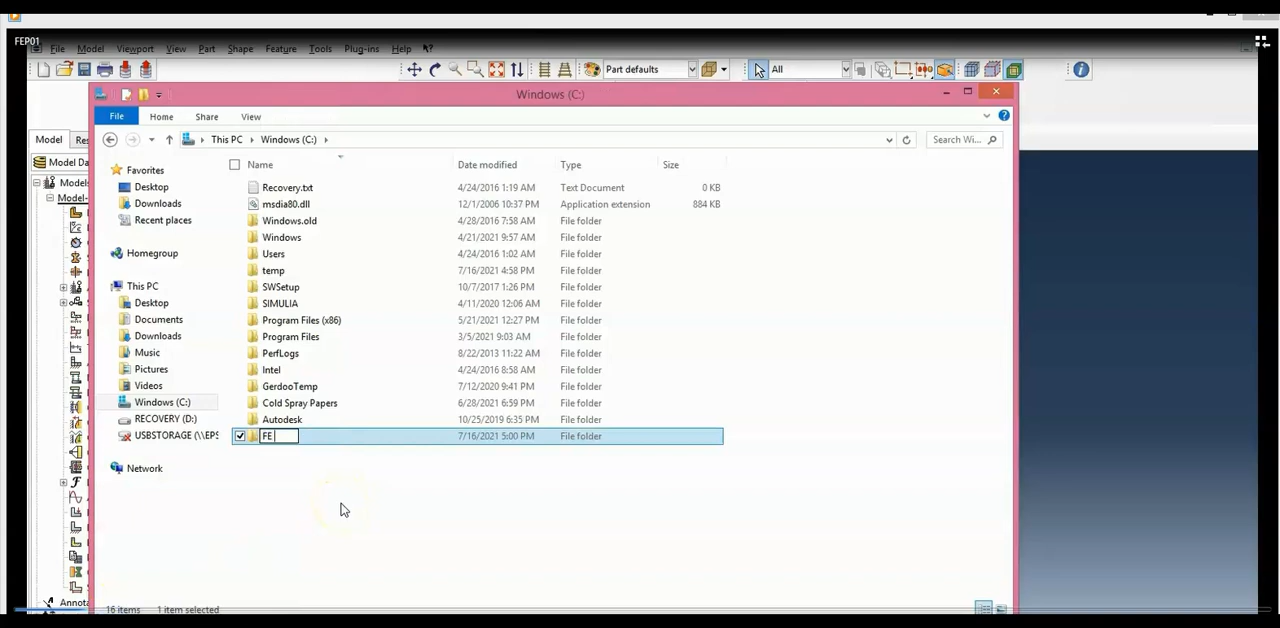 FEP01
File Model Viewport View Part Shape Feature Tools Plug-ins Help
Part defaults
All
Windows (C:)
File Home Share View
This PC Windows (C:)
Search Wi...
Model
Model Da
Models
Model-
Annota
Favorites
Desktop
Downloads
Recent places
Homegroup
This PC
Desktop
Documents
Downloads
Music
Pictures
Videos
Windows (C:)
RECOVERY (D:)
USBSTORAGE (\\EPS
Network
Name Date modified Type Size
Recovery.txt 4/24/2016 1:19 AM Text Document 0 KB
msdia80.dll 12/1/2006 10:37 PM Application extension 884 KB
Windows.old 4/28/2016 7:58 AM File folder
Windows 4/21/2021 9:57 AM File folder
Users 4/24/2016 1:02 AM File folder
temp 7/16/2021 4:58 PM File folder
SWSetup 10/7/2017 1:26 PM File folder
SIMULIA 4/11/2020 12:06 AM File folder
Program Files (x86) 5/21/2021 12:27 PM File folder
Program Files 3/5/2021 9:03 AM File folder
PerfLogs 8/22/2013 11:22 AM File folder
Intel 4/24/2016 8:58 AM File folder
GerdooTemp 7/12/2020 9:41 PM File folder
Cold Spray Papers 6/28/2021 6:59 PM File folder
Autodesk 10/25/2019 6:35 PM File folder
FE 7/16/2021 5:00 PM File folder
16 items 1 item selected